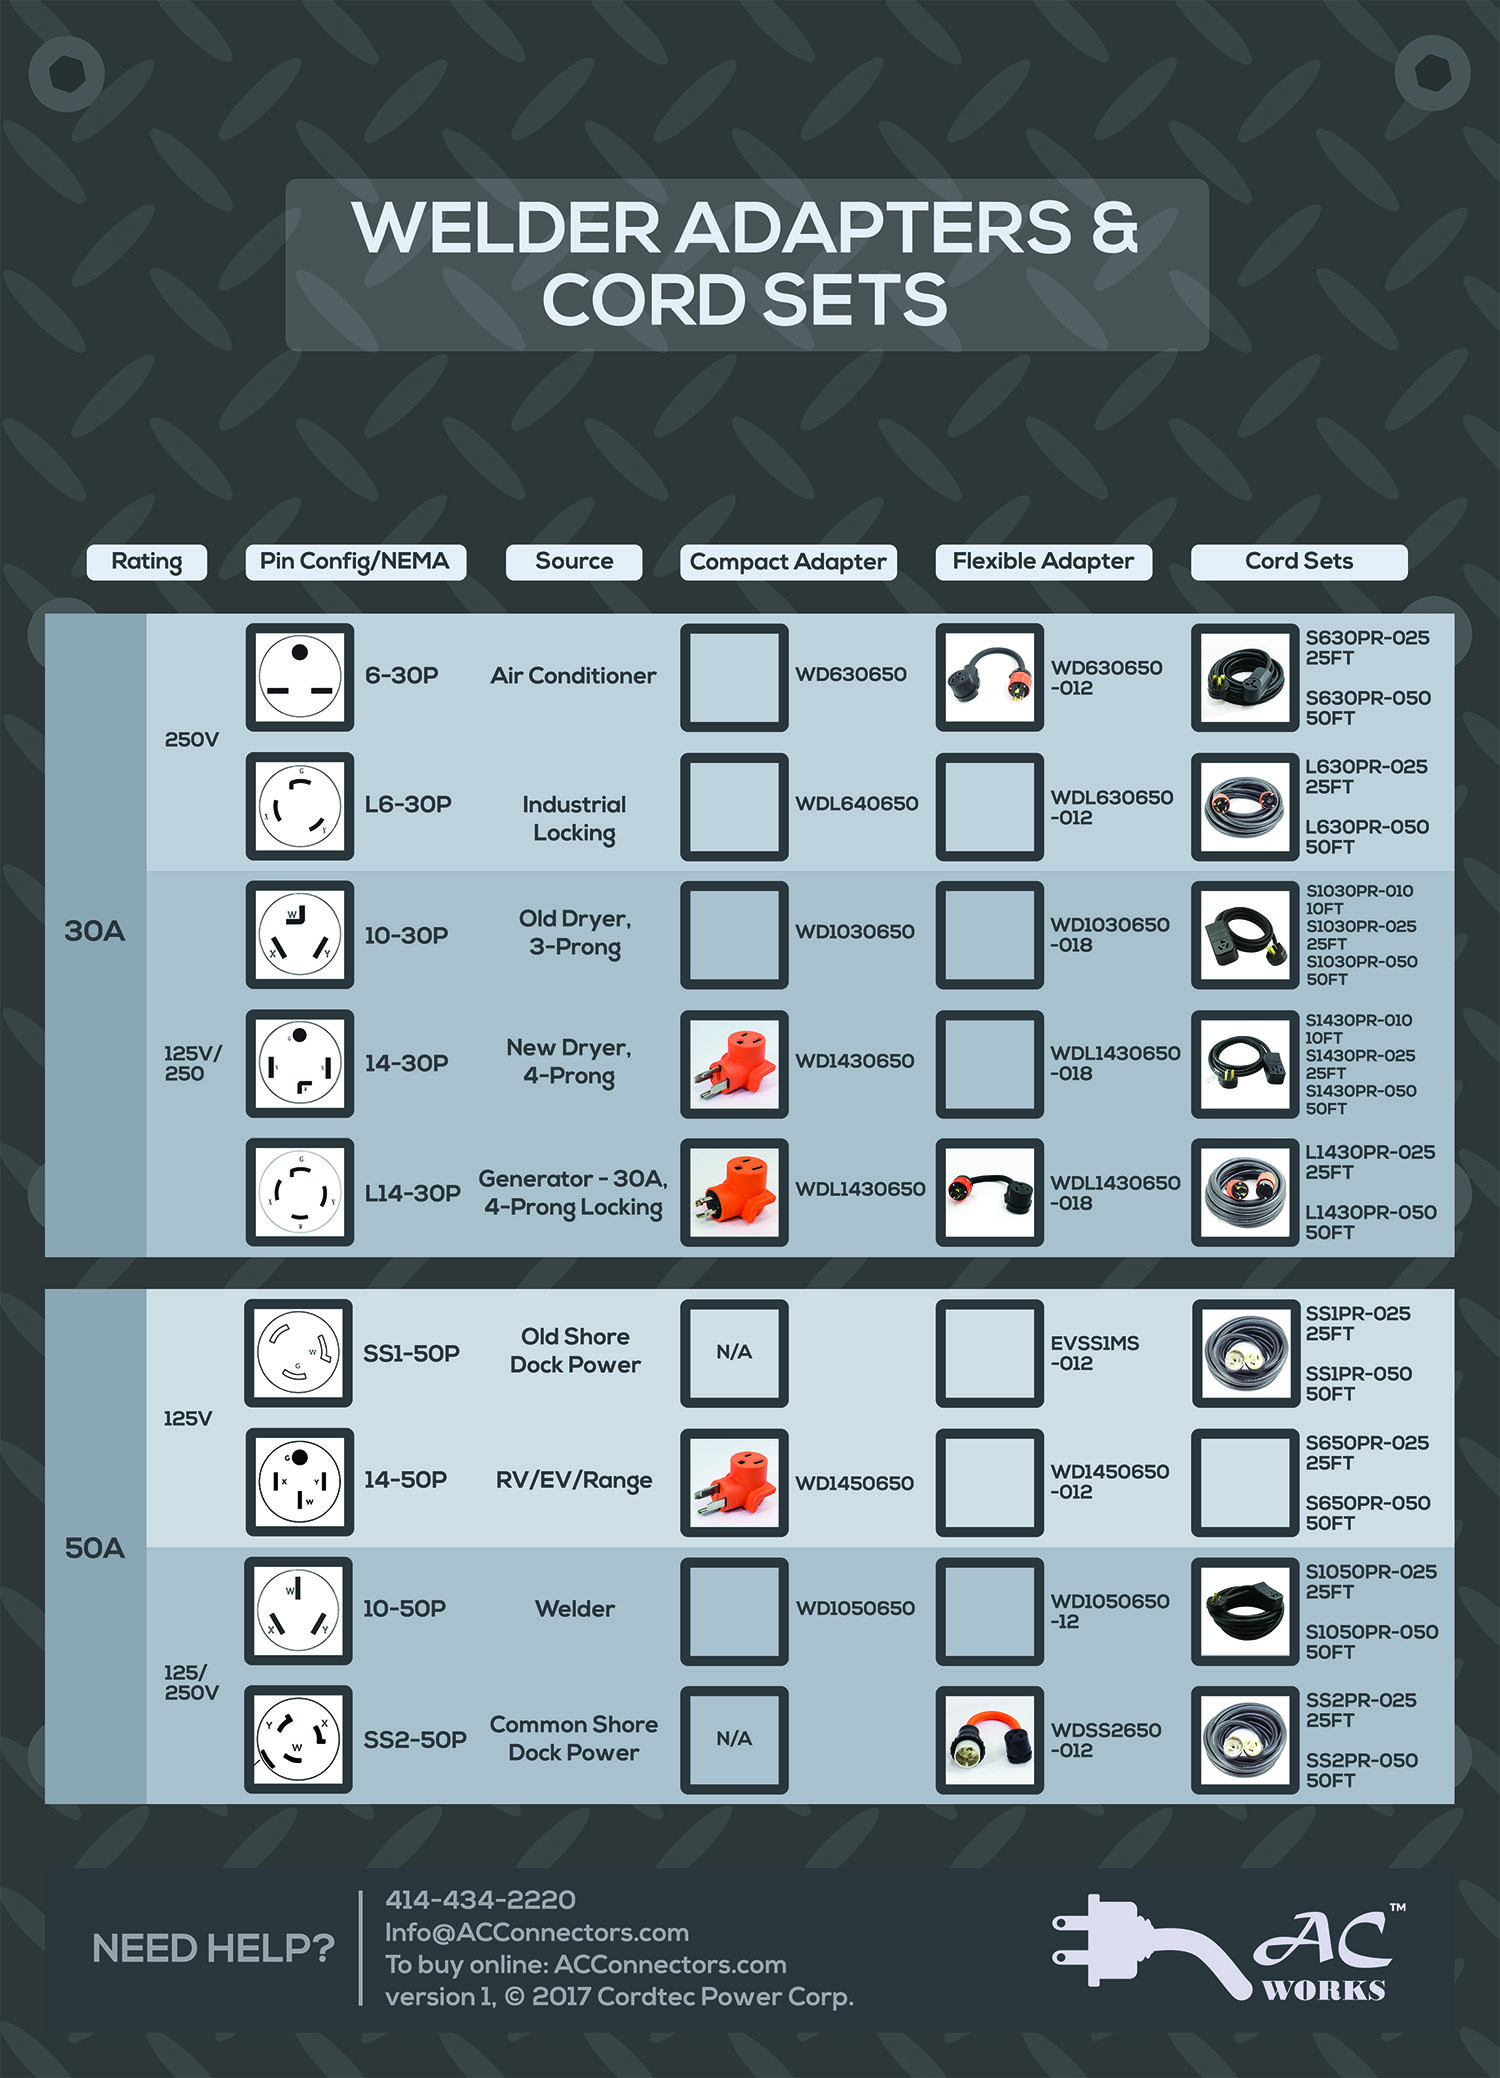 WELDER ADAPTERS &
CORD SETS
Rating
Pin Config/NEMA
Source
Compact Adapter
Flexible Adapter
Cord Sets
30A
250V
G
6-30P
Air Conditioner
WD630650
WD630650
-012
S630PR-025
25FT
S630PR-050
50FT
G
X
Y
L6-30P
Industrial
Locking
WDL640650
WDL630650
-012
L630PR-025
25FT
L630PR-050
50FT
125V/
250
W
X
Y
10-30P
Old Dryer,
3-Prong
WD1030650
WD1030650
-018
S1030PR-010
10FT
S1030PR-025
25FT
S1030PR-050
50FT
G
14-30P
New Dryer,
4-Prong
WD1430650
WDL1430650
-018
S1430PR-010
10FT
S1430PR-025
25FT
S1430PR-050
50FT
G
X
Y
W
L14-30P
Generator - 30A,
4-Prong Locking
WDL1430650
WDL1430650
-018
L1430PR-025
25FT
L1430PR-050
50FT
50A
125V
W
G
SS1-50P
Old Shore
Dock Power
N/A
EVSS1MS
-012
SS1PR-025
25FT
SS1PR-050
50FT
G
X
Y
W
14-50P
RV/EV/Range
WD1450650
WD1450650
-012
S650PR-025
25FT
S650PR-050
50FT
125/
250V
W
X
Y
10-50P
Welder
WD1050650
WD1050650
-12
S1050PR-025
25FT
S1050PR-050
50FT
Y
X
W
SS2-50P
Common Shore
Dock Power
N/A
WDSS2650
-012
SS2PR-025
25FT
SS2PR-050
50FT
NEED HELP?
414-434-2220
Info@ACConnectors.com
To buy online: ACConnectors.com
version 1, © 2017 Cordtec Power Corp.
AC™
WORKS